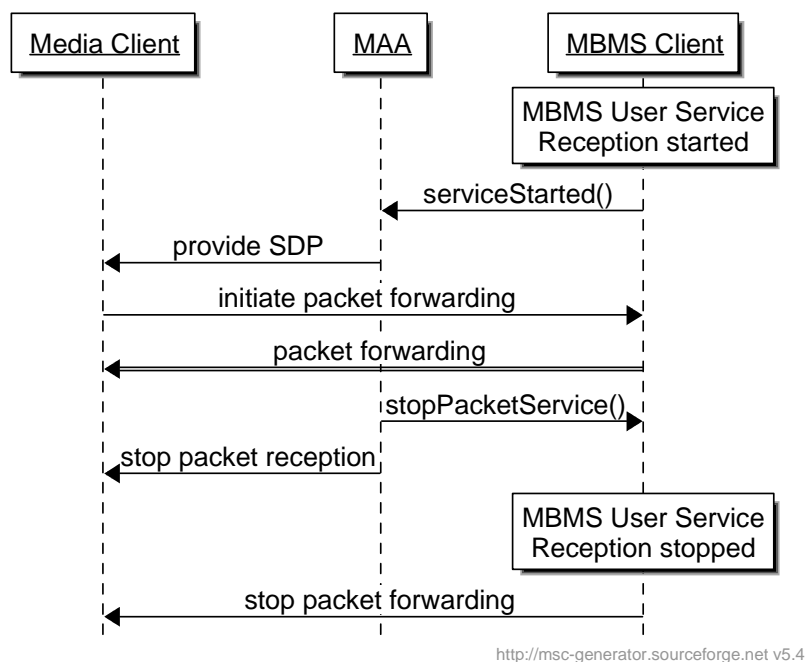 Media Client
MAA
MBMS Client
MBMS User Service
Reception started
serviceStarted()
provide SDP
initiate packet forwarding
packet forwarding
stopPacketService()
stop packet reception
MBMS User Service
Reception stopped
stop packet forwarding
http://msc-generator.sourceforge.net v5.4